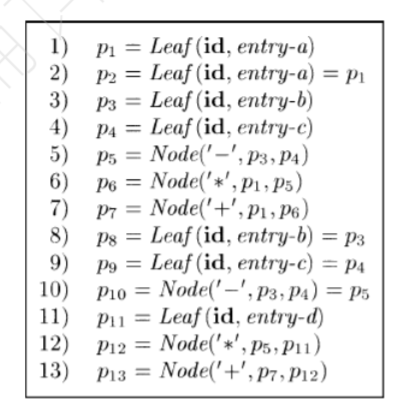 1) p1 = Leaf(id, entry-a)
2) p2 = Leaf(id, entry-a) = p1
3) p3 = Leaf(id, entry-b)
4) p4 = Leaf(id, entry-c)
5) p5 = Node('−', p3, p4)
6) p6 = Node('*', p1, p5)
7) p7 = Node('+', p1, p6)
8) p8 = Leaf(id, entry-b) = p3
9) p9 = Leaf(id, entry-c) = p4
10) p10 = Node('−', p3, p4) = p5
11) p11 = Leaf(id, entry-d)
12) p12 = Node('*', p5, p11)
13) p13 = Node('+', p7, p12)